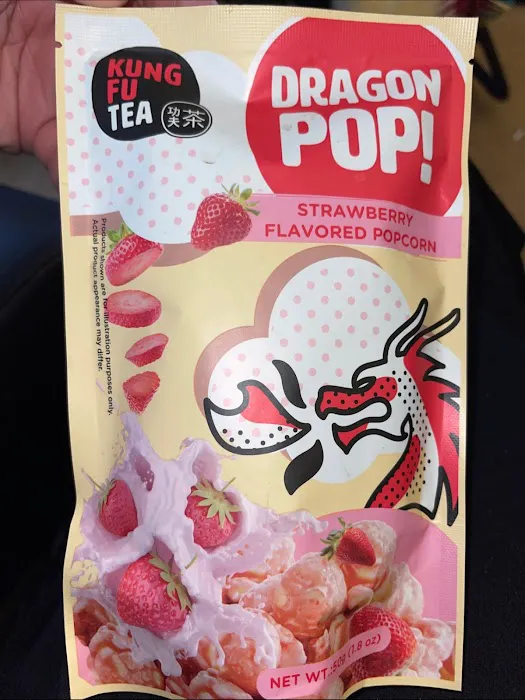 KUNG
FU
TEA
功夫
茶
DRAGON
POP!
STRAWBERRY
FLAVORED POPCORN
Products shown are for illustration purposes only.
Actual product appearance may differ.
NET WT. 50g (1.8 oz)